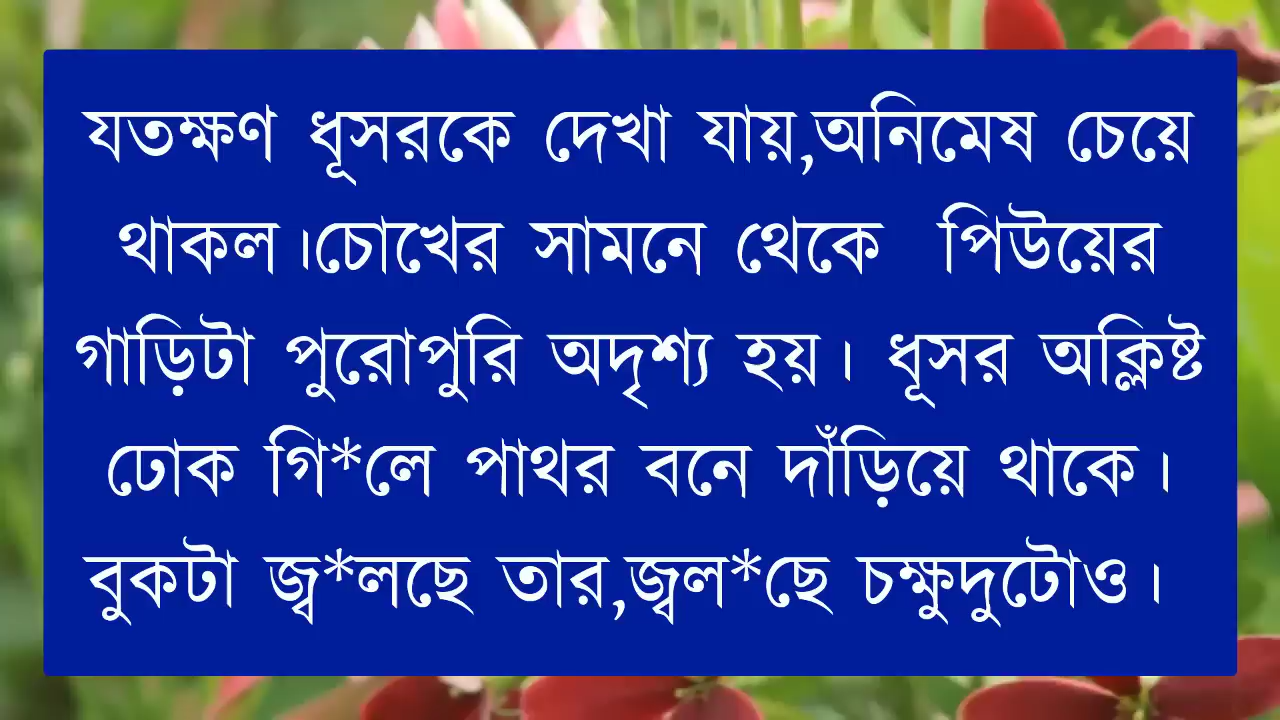 যতক্ষণ ধূসরকে দেখা যায়,অনিমেষ চেয়ে
থাকল।চোখের সামনে থেকে পিউয়ের
গাড়িটা পুরোপুরি অদৃশ্য হয়। ধূসর অক্লিষ্ট
ঢোক গি*লে পাথর বনে দাঁড়িয়ে থাকে।
বুকটা জ্ব*লছে তার,জ্বল*ছে চক্ষুদুটোও।